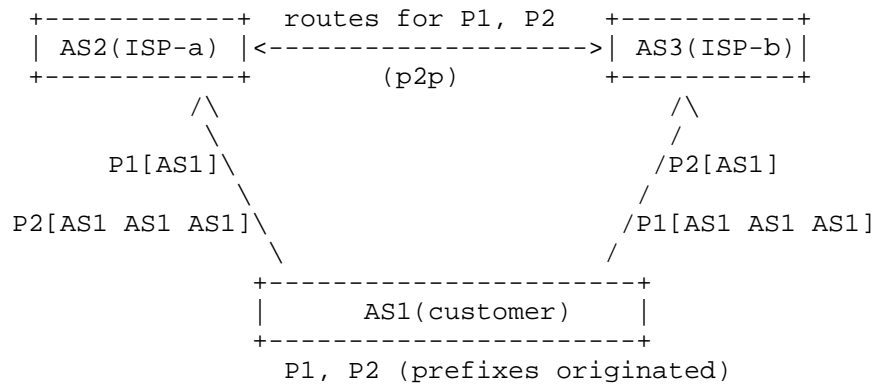 routes for P1, P2
AS2(ISP-a) AS3(ISP-b)
(p2p)
P1[AS1] P2[AS1]
P2[AS1 AS1 AS1] P1[AS1 AS1 AS1]
AS1(customer)
P1, P2 (prefixes originated)